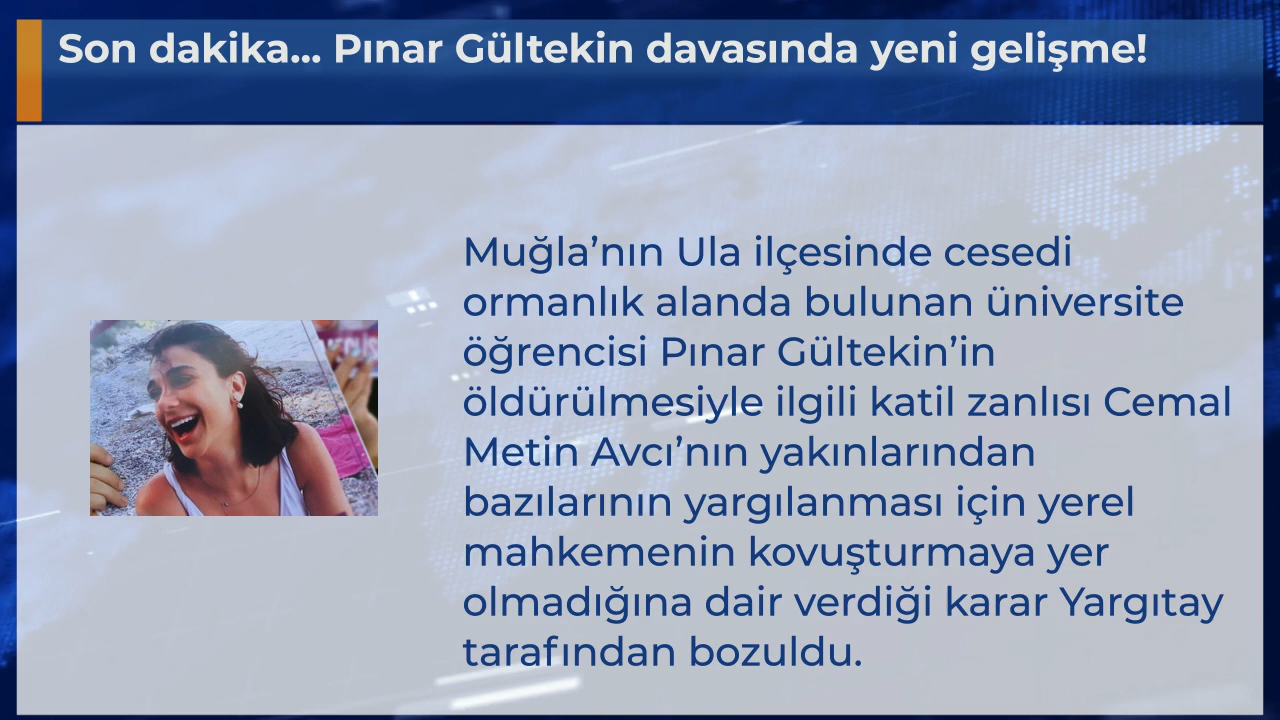 Son dakika... Pınar Gültekin davasında yeni gelişme!
Muğla’nın Ula ilçesinde cesedi
ormanlık alanda bulunan üniversite
öğrencisi Pınar Gültekin’in
öldürülmesiyle ilgili katil zanlısı Cemal
Metin Avcı’nın yakınlarından
bazılarının yargılanması için yerel
mahkemenin kovuşturmaya yer
olmadığına dair verdiği karar Yargıtay
tarafından bozuldu.